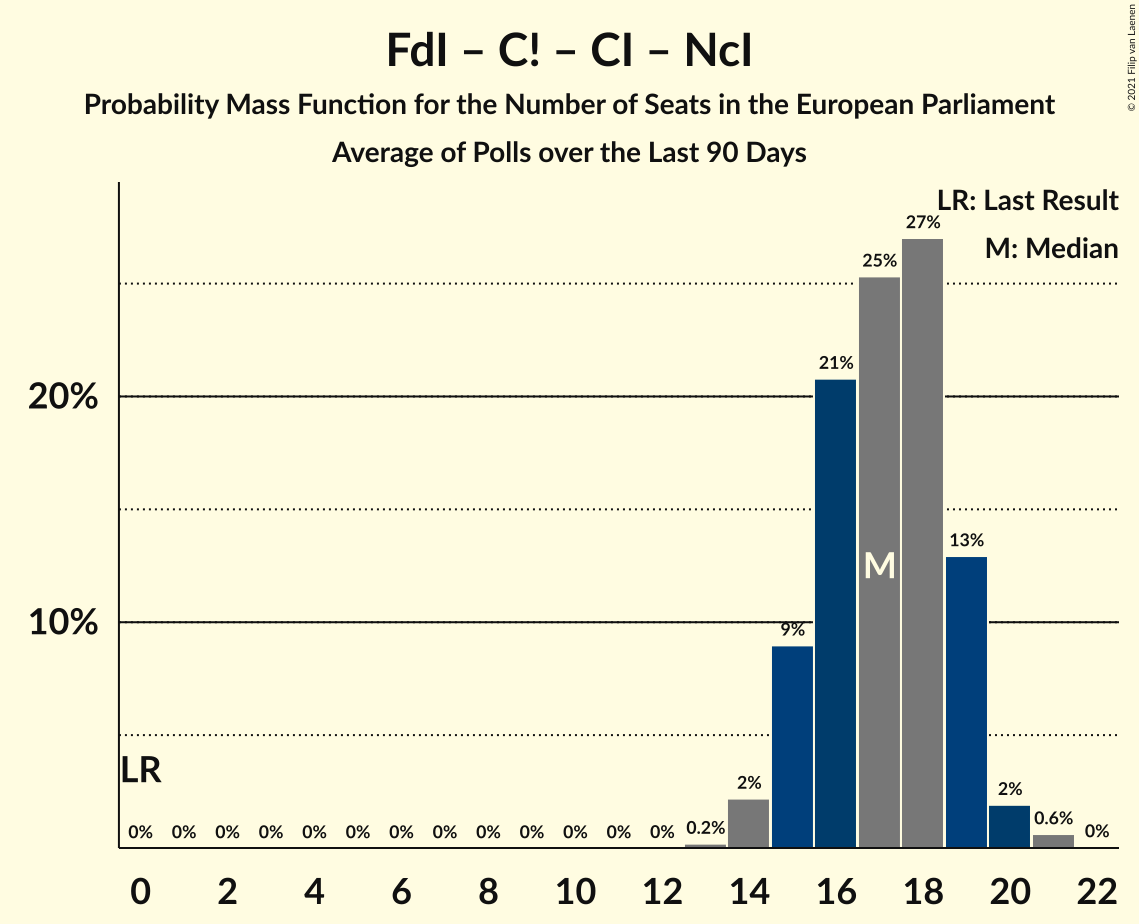 FdI – C! – CI – NcI
Probability Mass Function for the Number of Seats in the European Parliament
Average of Polls over the Last 90 Days
© 2021 Filip van Laenen
LR: Last Result
M: Median
27%
25%
21%
20%
13%
M
10%
9%
LR
2%
2%
0% 0% 0% 0% 0% 0% 0% 0% 0% 0% 0% 0% 0% 0.2% 0.6% 0%
0 2 4 6 8 10 12 14 16 18 20 22